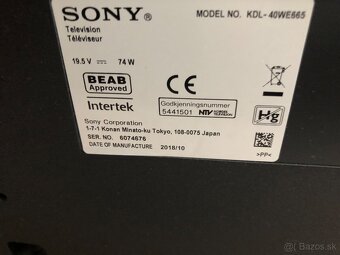 SONY
MODEL NO. KDL-40WE665
Television
Téléviseur
19.5 V ⎓ 74 W
BEAB
Approved
Intertek
CE
Godkjenningsnummer
5441501 NTV
Hg
Sony Corporation
1-7-1 Konan Minato-ku Tokyo, 108-0075 Japan
SER. NO. 6074676
DATE OF MANUFACTURE 2018/10
>PP<
Bazos.sk